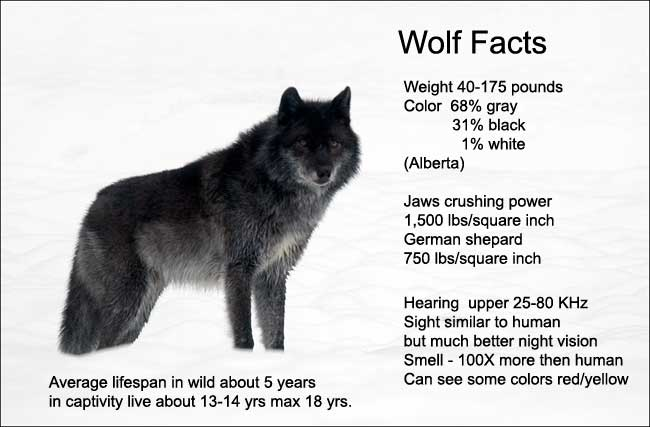 Wolf Facts
Weight 40-175 pounds
Color 68% gray
31% black
1% white
(Alberta)
Jaws crushing power
1,500 lbs/square inch
German shepard
750 lbs/square inch
Hearing upper 25-80 KHz
Sight similar to human
but much better night vision
Smell - 100X more then human
Can see some colors red/yellow
Average lifespan in wild about 5 years
in captivity live about 13-14 yrs max 18 yrs.